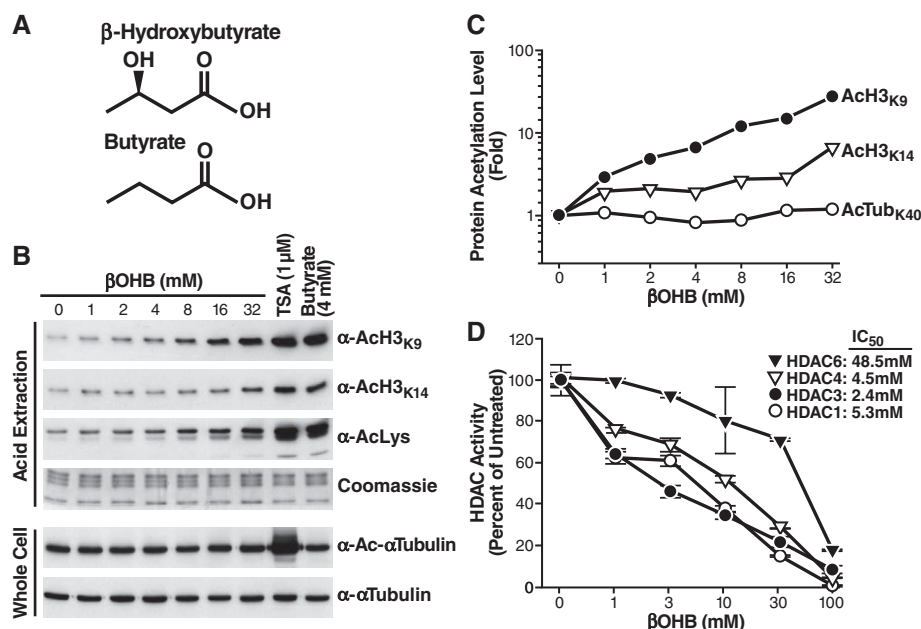 A
β-Hydroxybutyrate
OH
O
OH
Butyrate
O
OH
B
βOHB (mM)
0 1 2 4 8 16 32
TSA (1µM)
Butyrate
(4 mM)
Acid Extraction
α-AcH3K9
α-AcH3K14
α-AcLys
Coomassie
Whole Cell
α-Ac-αTubulin
α-αTubulin
C
Protein Acetylation Level
(Fold)
100
10
1
AcH3K9
AcH3K14
AcTubK40
0 1 2 4 8 16 32
βOHB (mM)
D
IC50
HDAC6: 48.5mM
HDAC4: 4.5mM
HDAC3: 2.4mM
HDAC1: 5.3mM
HDAC Activity
(Percent of Untreated)
120
100
80
60
40
20
0
0 1 3 10 30 100
βOHB (mM)